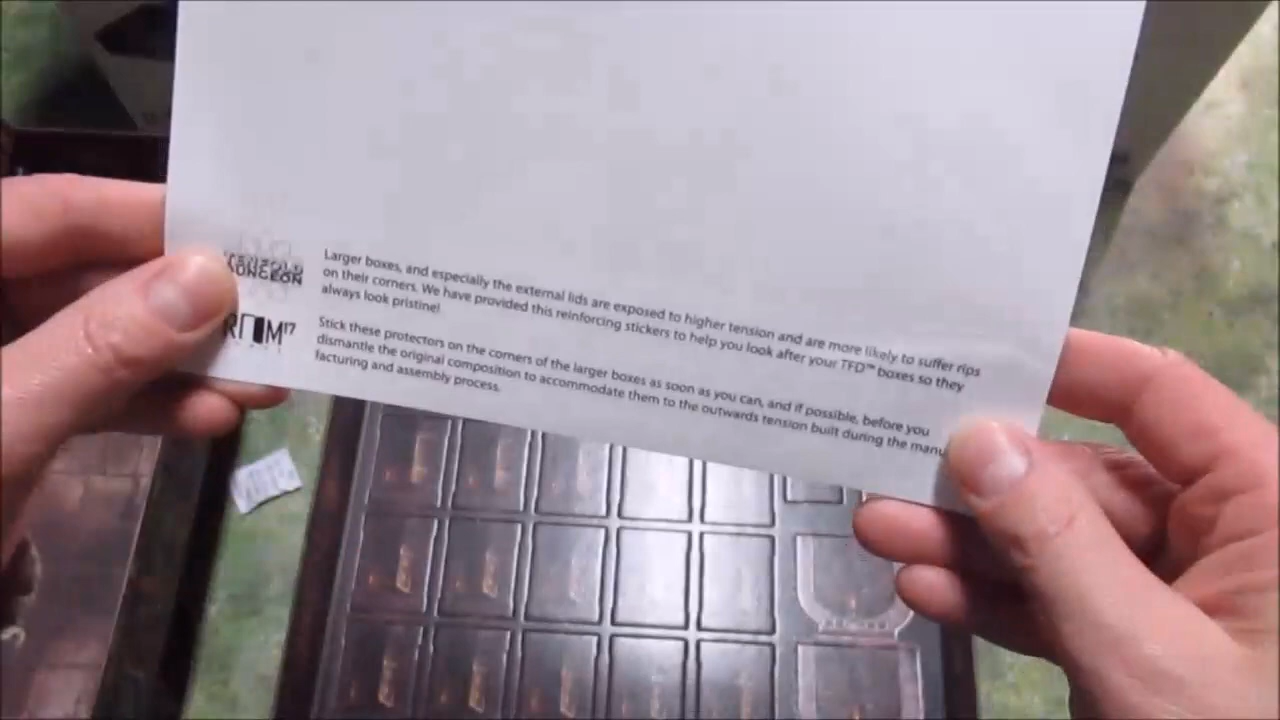 DUNGEON
Larger boxes, and especially the external lids are exposed to higher tension and are more likely to suffer rips
on their corners. We have provided this reinforcing stickers to help you look after your TFD™ boxes so they
always look pristine!
ROOM17
Stick these protectors on the corners of the larger boxes as soon as you can, and if possible, before you
dismantle the original composition to accommodate them to the outwards tension built during the manu
facturing and assembly process.